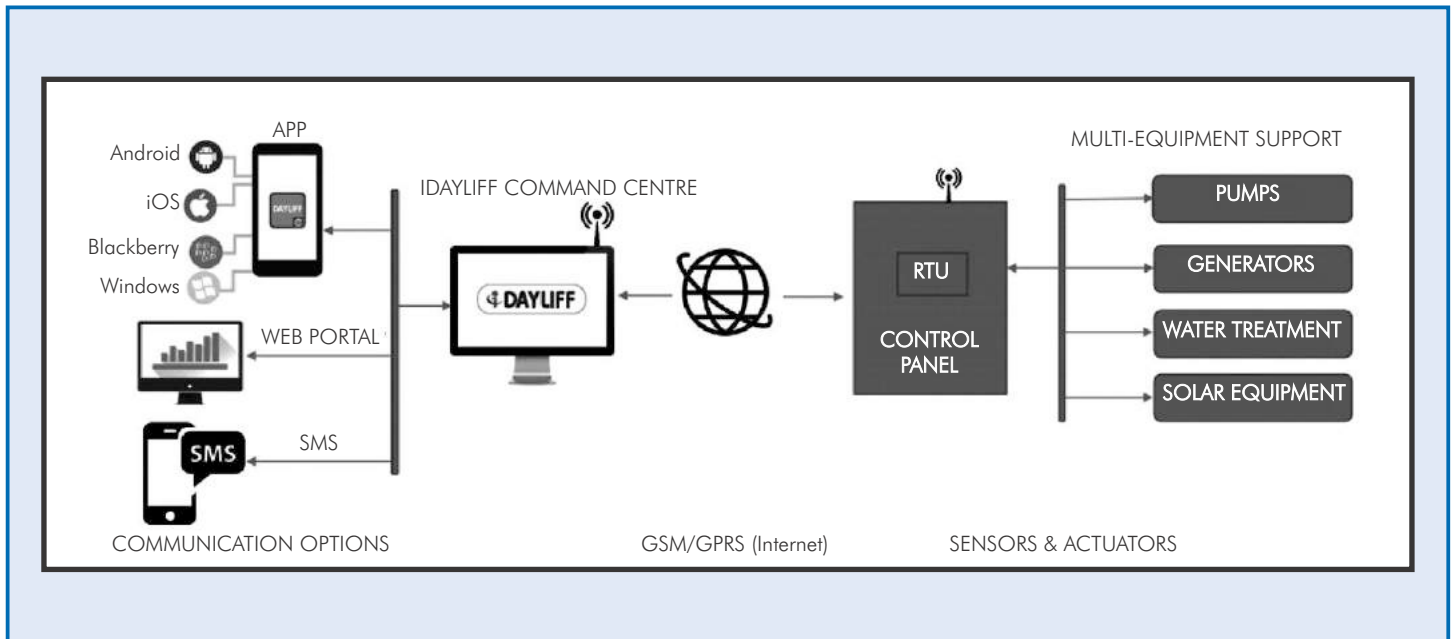 APP
Android
iOS
Blackberry
Windows
WEB PORTAL
SMS
SMS
COMMUNICATION OPTIONS
IDAYLIFF COMMAND CENTRE
DAYLIFF
DAYLIFF
GSM/GPRS (Internet)
RTU
CONTROL
PANEL
SENSORS & ACTUATORS
MULTI-EQUIPMENT SUPPORT
PUMPS
GENERATORS
WATER TREATMENT
SOLAR EQUIPMENT